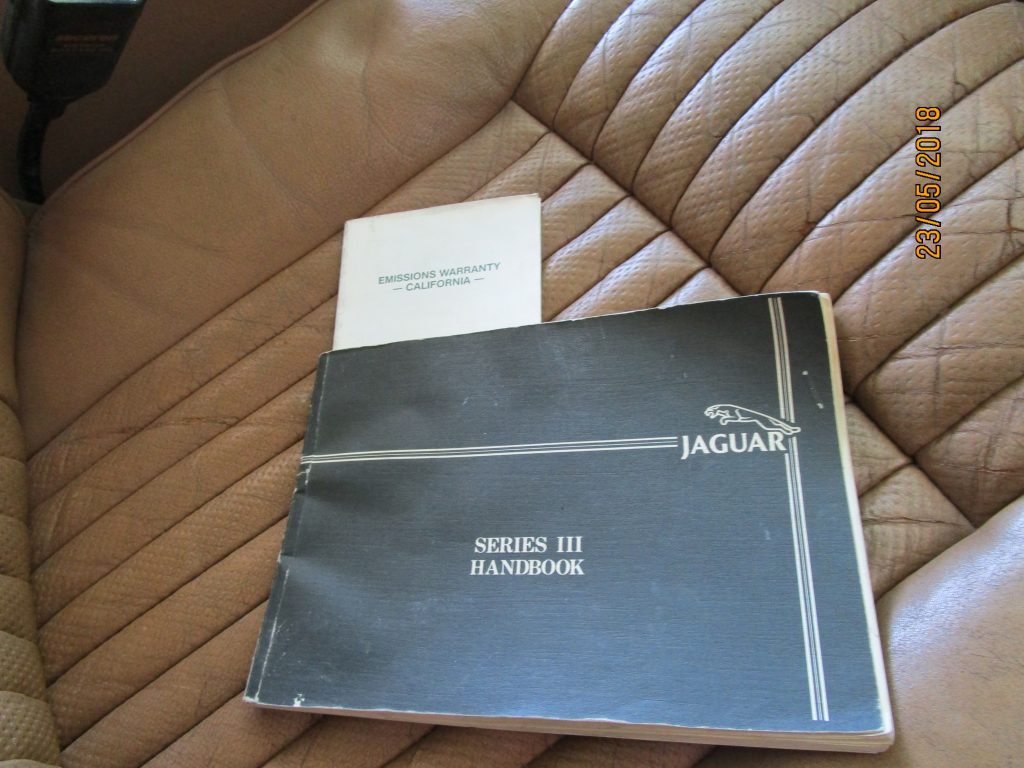 EMISSIONS WARRANTY
— CALIFORNIA —
JAGUAR
SERIES III
HANDBOOK
23/05/2018